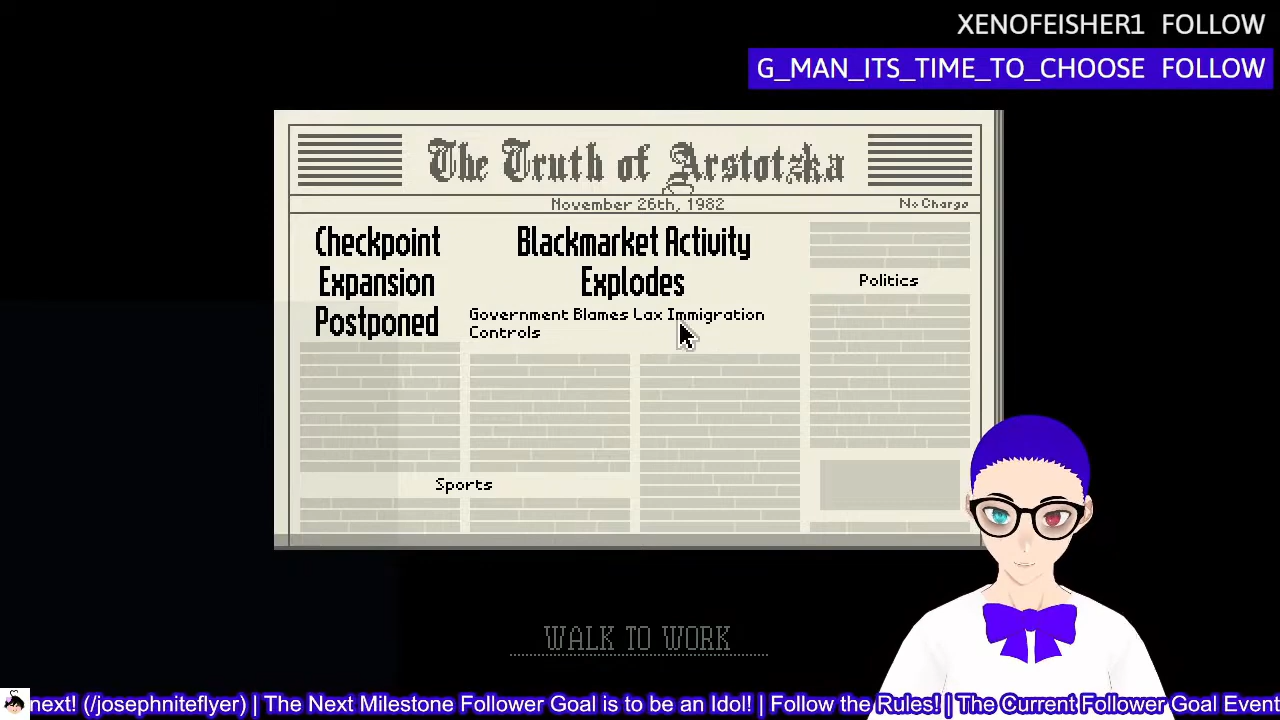 XENOFEISHER1 FOLLOW
G_MAN_ITS_TIME_TO_CHOOSE FOLLOW
The Truth of Arstotzka
November 26th, 1982
No Charge
Checkpoint
Expansion
Postponed
Blackmarket Activity
Explodes
Government Blames Lax Immigration
Controls
Politics
Sports
WALK TO WORK
next! (/josephniteflyer) | The Next Milestone Follower Goal is to be an Idol! | Follow the Rules! | The Current Follower Goal Event